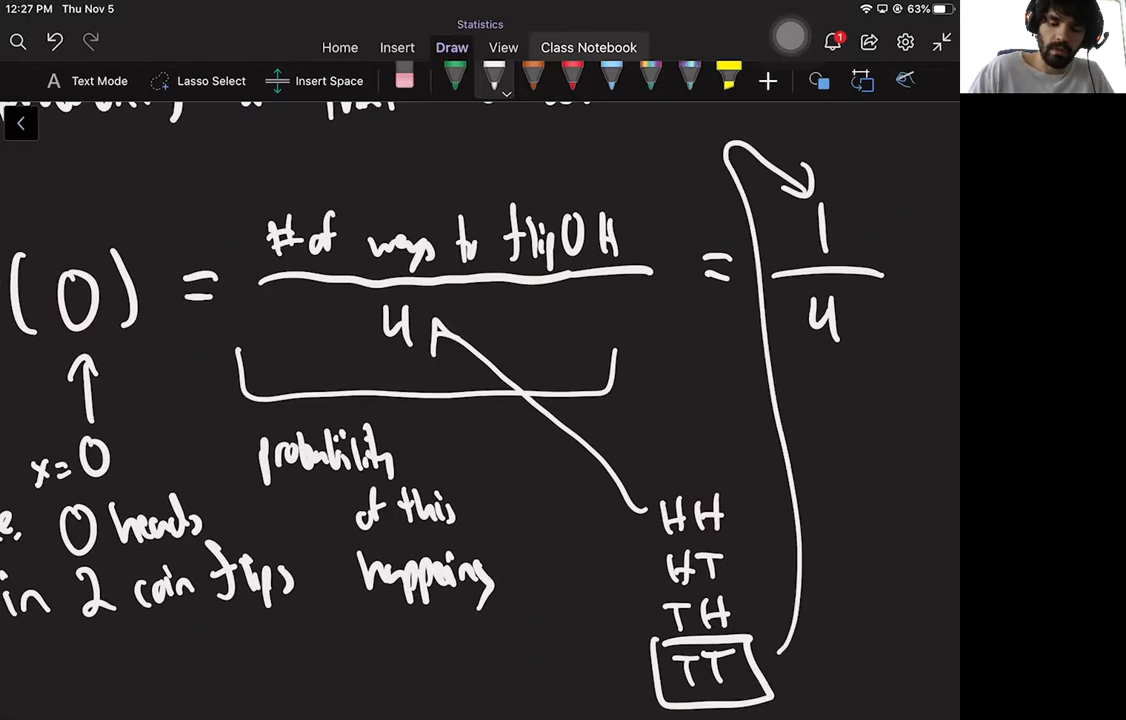 12:27 PM Thu Nov 5
63%
Statistics
Home Insert Draw View Class Notebook
1
Text Mode Lasso Select Insert Space
(0) = # of ways to flip 0 H = 1
4 4
x = 0
probability
of this
happening
0 heads
in 2 coin flips
HH
HT
TH
TT